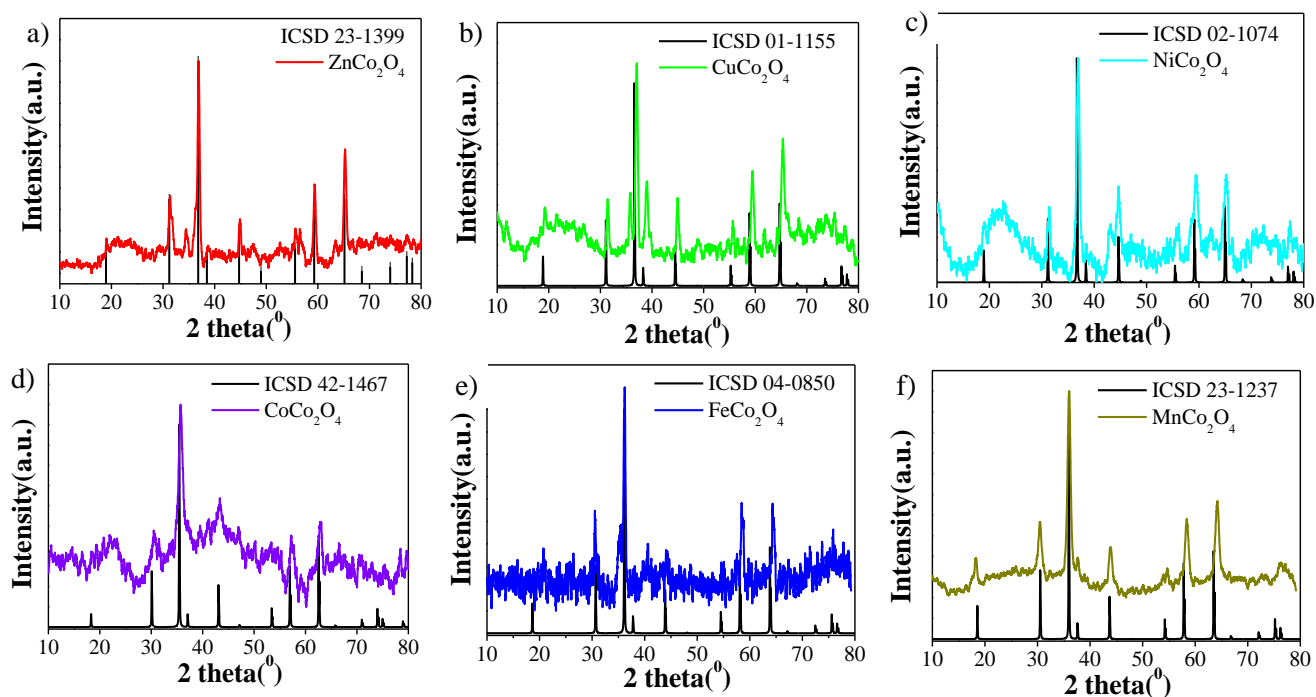 a)
ICSD 23-1399
ZnCo₂O₄
Intensity(a.u.)
10 20 30 40 50 60 70 80
2 theta(⁰)
b)
ICSD 01-1155
CuCo₂O₄
Intensity(a.u.)
10 20 30 40 50 60 70 80
2 theta(⁰)
c)
ICSD 02-1074
NiCo₂O₄
Intensity(a.u.)
10 20 30 40 50 60 70 80
2 theta(⁰)
d)
ICSD 42-1467
CoCo₂O₄
Intensity(a.u.)
10 20 30 40 50 60 70 80
2 theta(⁰)
e)
ICSD 04-0850
FeCo₂O₄
Intensity(a.u.)
10 20 30 40 50 60 70 80
2 theta(⁰)
f)
ICSD 23-1237
MnCo₂O₄
Intensity(a.u.)
10 20 30 40 50 60 70 80
2 theta(⁰)